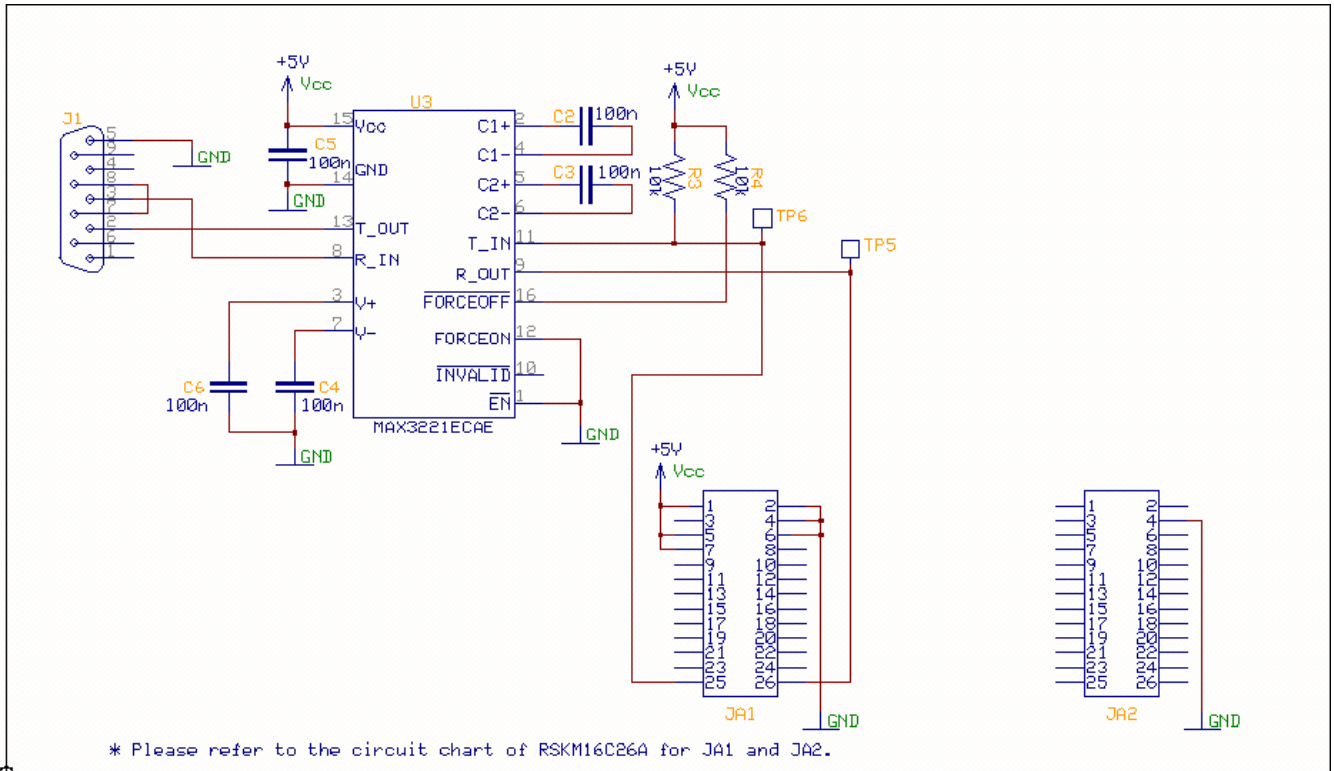 +5V
Vcc
J1
5
9
4
8
3
7
2
6
1
GND
C5
100n
GND
U3
15 Vcc
14 GND
13 T_OUT
8 R_IN
3 V+
7 V-
C1+ 2
C1- 4
C2+ 5
C2- 6
T_IN 11
R_OUT 9
FORCEOFF 16
FORCEON 12
INVALID 10
EN 1
MAX3221ECAE
C2 100n
C3 100n
+5V
Vcc
R3
10k
R4
10k
TP6
TP5
C6
100n
C4
100n
GND
GND
+5V
Vcc
1 2
3 4
5 6
7 8
9 10
11 12
13 14
15 16
17 18
19 20
21 22
23 24
25 26
JA1
GND
1 2
3 4
5 6
7 8
9 10
11 12
13 14
15 16
17 18
19 20
21 22
23 24
25 26
JA2
GND
* Please refer to the circuit chart of RSKM16C26A for JA1 and JA2.